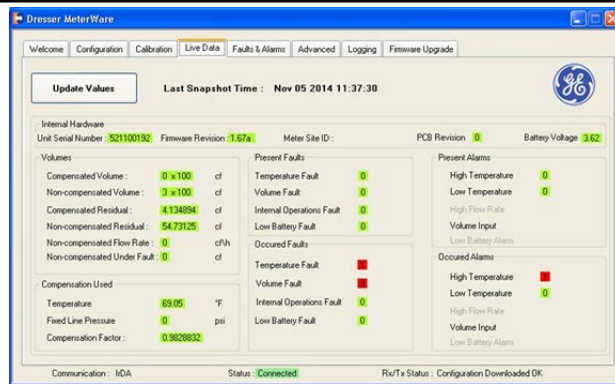 Dresser MeterWare
Welcome Configuration Calibration Live Data Faults & Alarms Advanced Logging Firmware Upgrade
Update Values Last Snapshot Time : Nov 05 2014 11:37:30
Internal Hardware
Unit Serial Number : 521100192 Firmware Revision : 1.67a Meter Site ID : PCB Revision 0 Battery Voltage 3.62
Volumes
Compensated Volume : 0 x100 cf
Non-compensated Volume : 3 x100 cf
Compensated Residual : 4.134894 cf
Non-compensated Residual : 54.73125 cf
Non-compensated Flow Rate : 0 cf\h
Non-compensated Under Fault : 0 cf
Compensation Used
Temperature 69.05 °F
Fixed Line Pressure 0 psi
Compensation Factor : 0.9828832
Present Faults
Temperature Fault 0
Volume Fault 0
Internal Operations Fault 0
Low Battery Fault 0
Occured Faults
Temperature Fault
Volume Fault
Internal Operations Fault 0
Low Battery Fault 0
Present Alarms
High Temperature 0
Low Temperature 0
High Flow Rate
Volume Input
Low Battery Alarm
Occured Alarms
High Temperature 1
Low Temperature 0
High Flow Rate
Volume Input
Low Battery Alarm
Communication : IrDA Status : Connected Rx/Tx Status : Configuration Downloaded OK